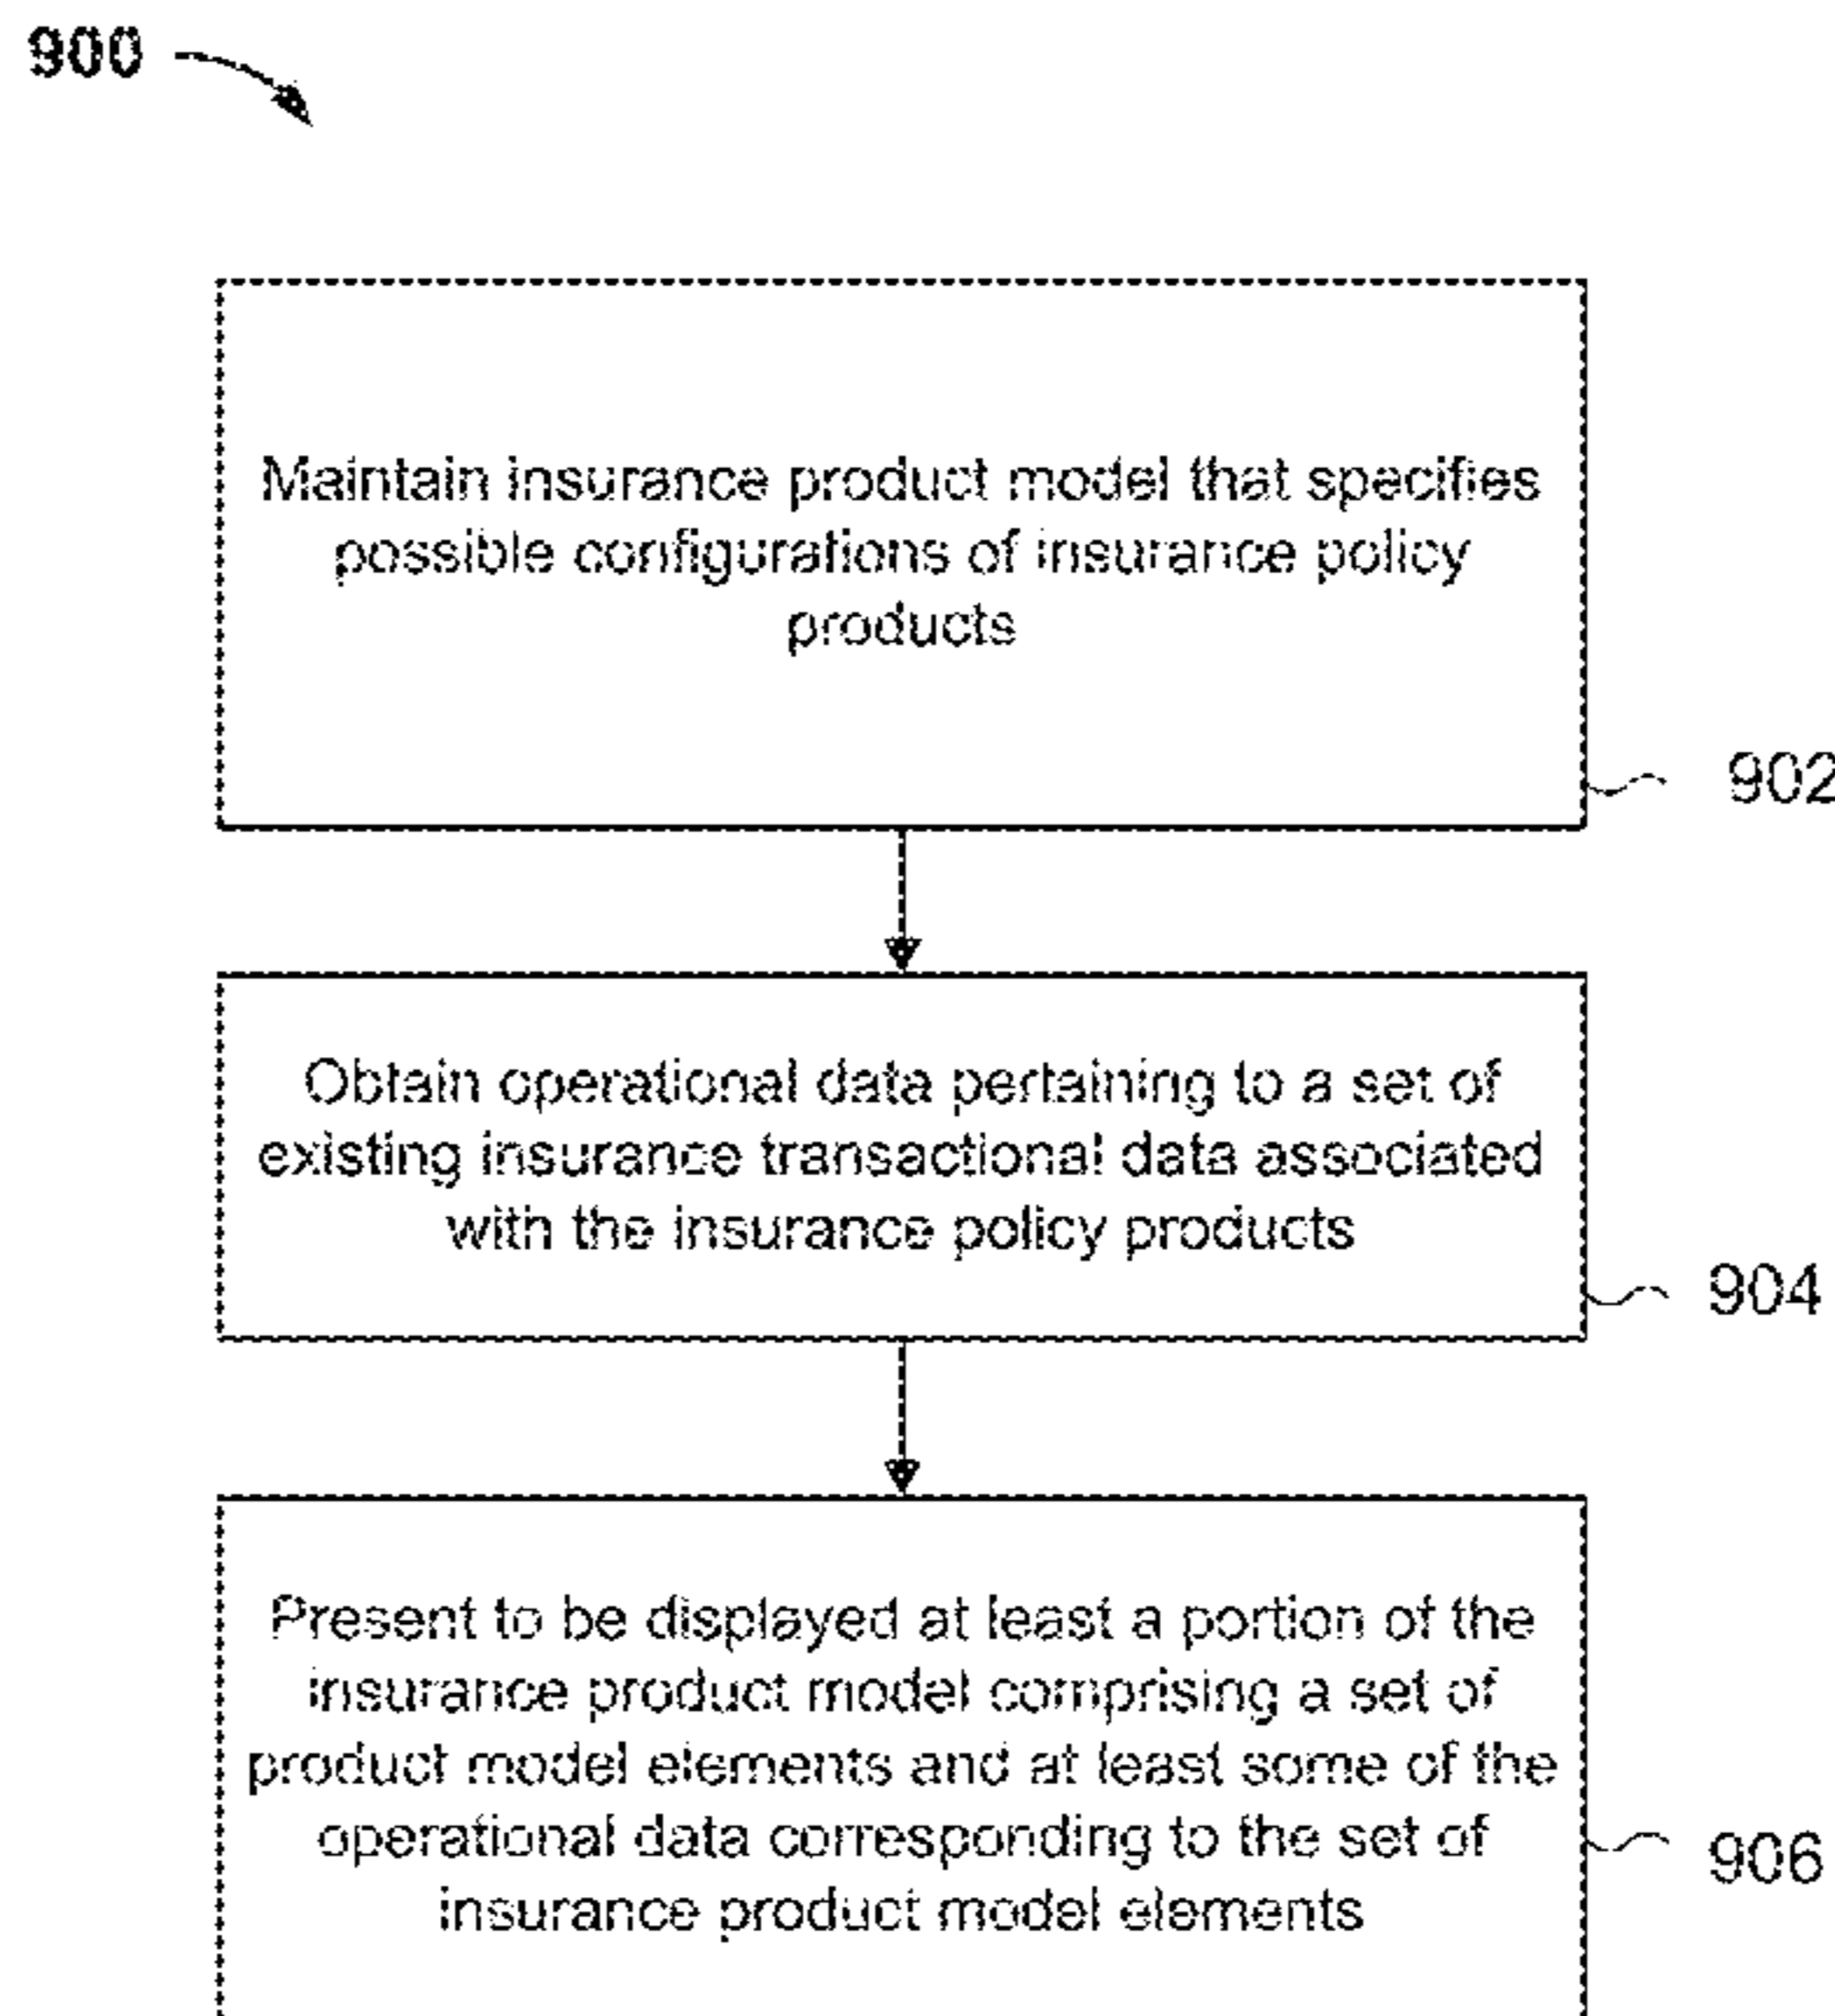 900
Maintain insurance product model that specifies
possible configurations of insurance policy
products
902
Obtain operational data pertaining to a set of
existing insurance transactional data associated
with the insurance policy products
904
Present to be displayed at least a portion of the
insurance product model comprising a set of
product model elements and at least some of the
operational data corresponding to the set of
insurance product model elements
906